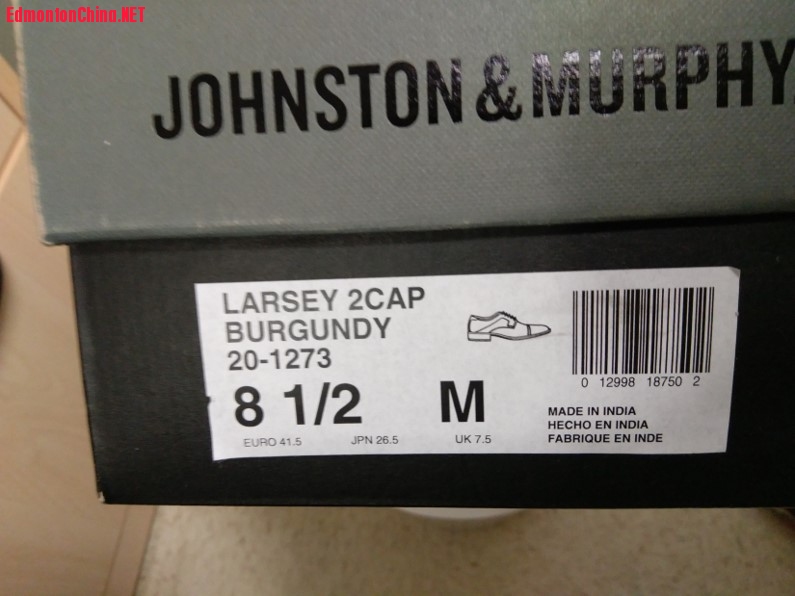 EdmontonChina.NET
JOHNSTON & MURPHY.
LARSEY 2CAP
BURGUNDY
20-1273
8 1/2 M
EURO 41.5 JPN 26.5 UK 7.5
0 12998 18750 2
MADE IN INDIA
HECHO EN INDIA
FABRIQUE EN INDE